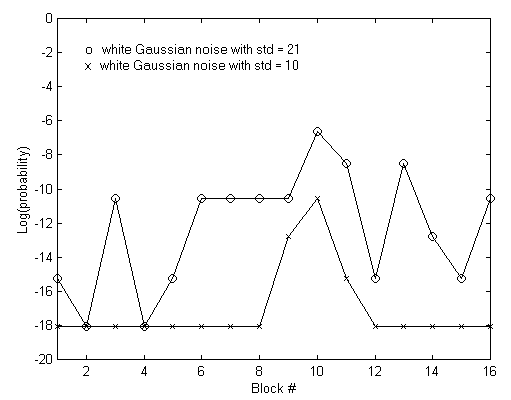 0
-2
-4
-6
-8
-10
-12
-14
-16
-18
-20
Log(probability)
o white Gaussian noise with std = 21
x white Gaussian noise with std = 10
2 4 6 8 10 12 14 16
Block #